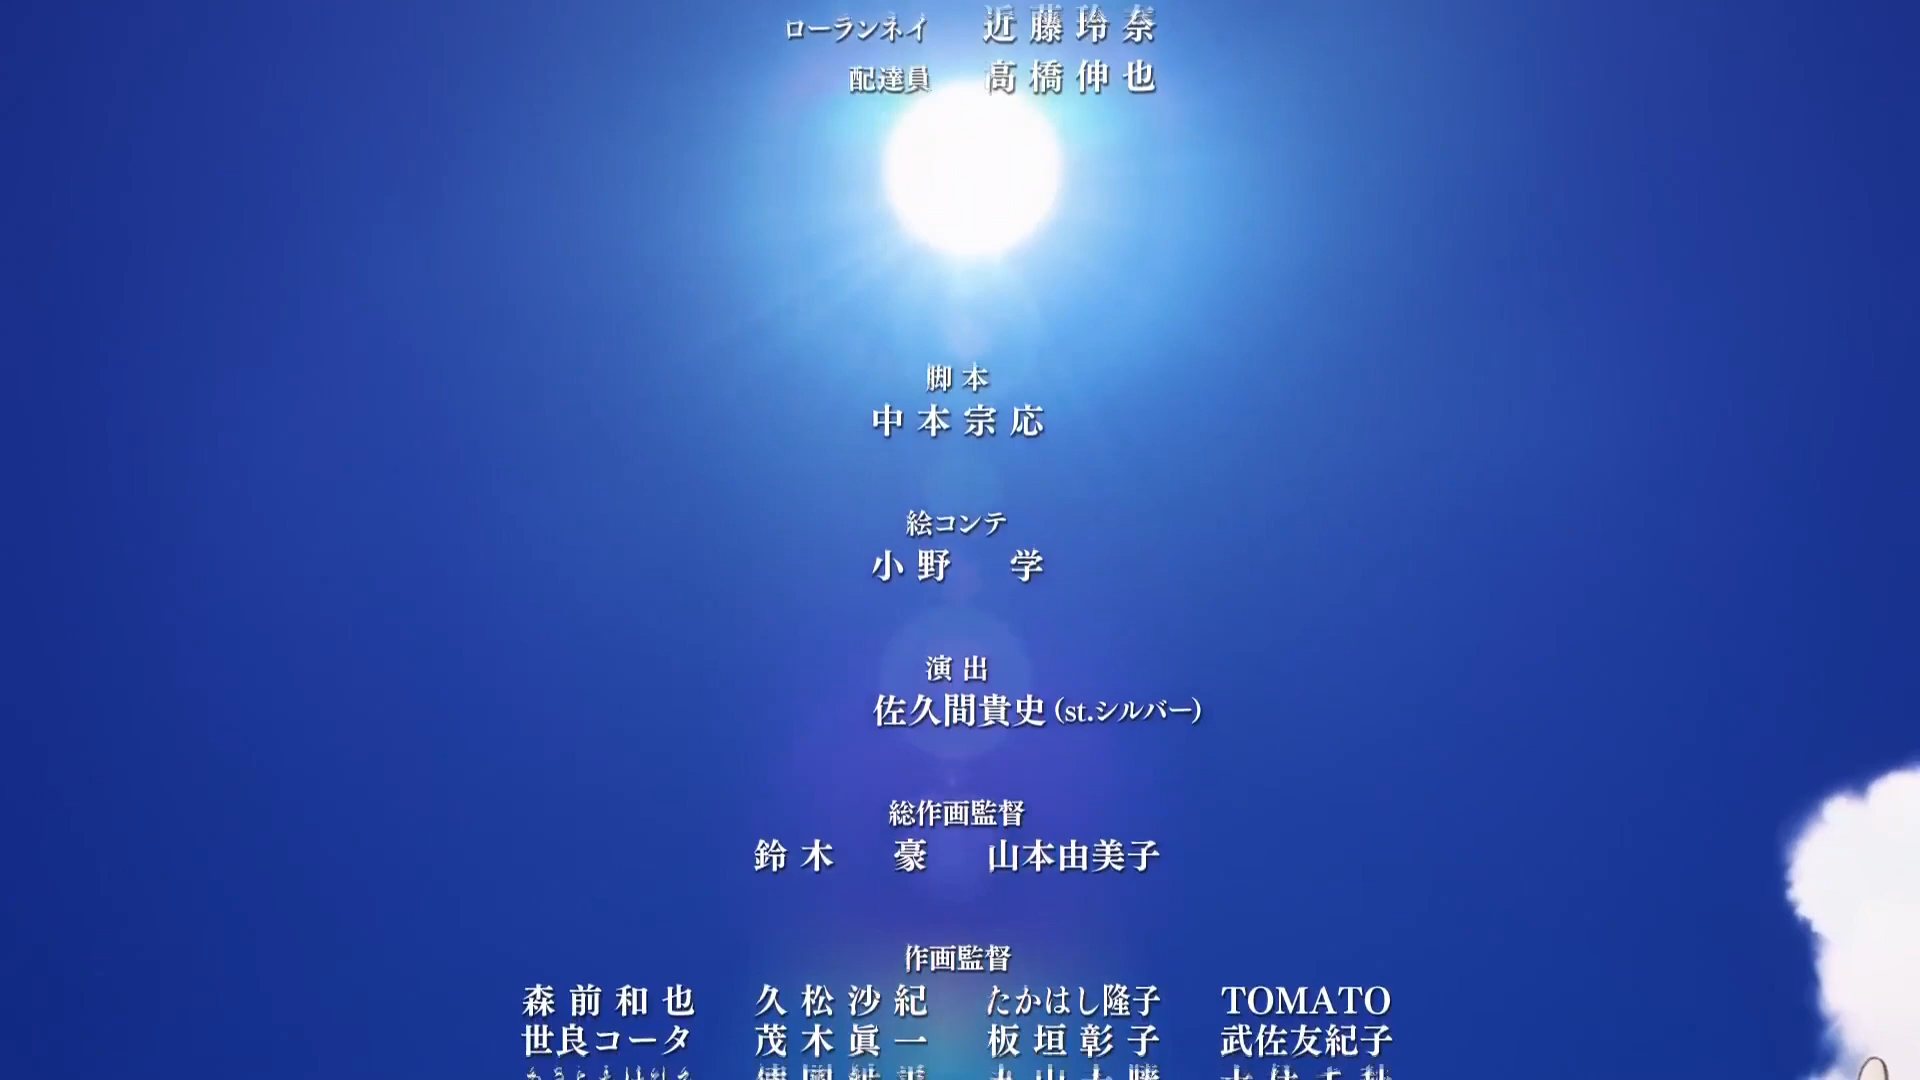 ローランネイ 近藤玲奈
配達員 高橋伸也
脚本
中本宗応
絵コンテ
小野 学
演出
佐久間貴史(st.シルバー)
総作画監督
鈴木 豪 山本由美子
作画監督
森前和也 久松沙紀 たかはし隆子 TOMATO
世良コータ 茂木眞一 板垣彰子 武佐友紀子